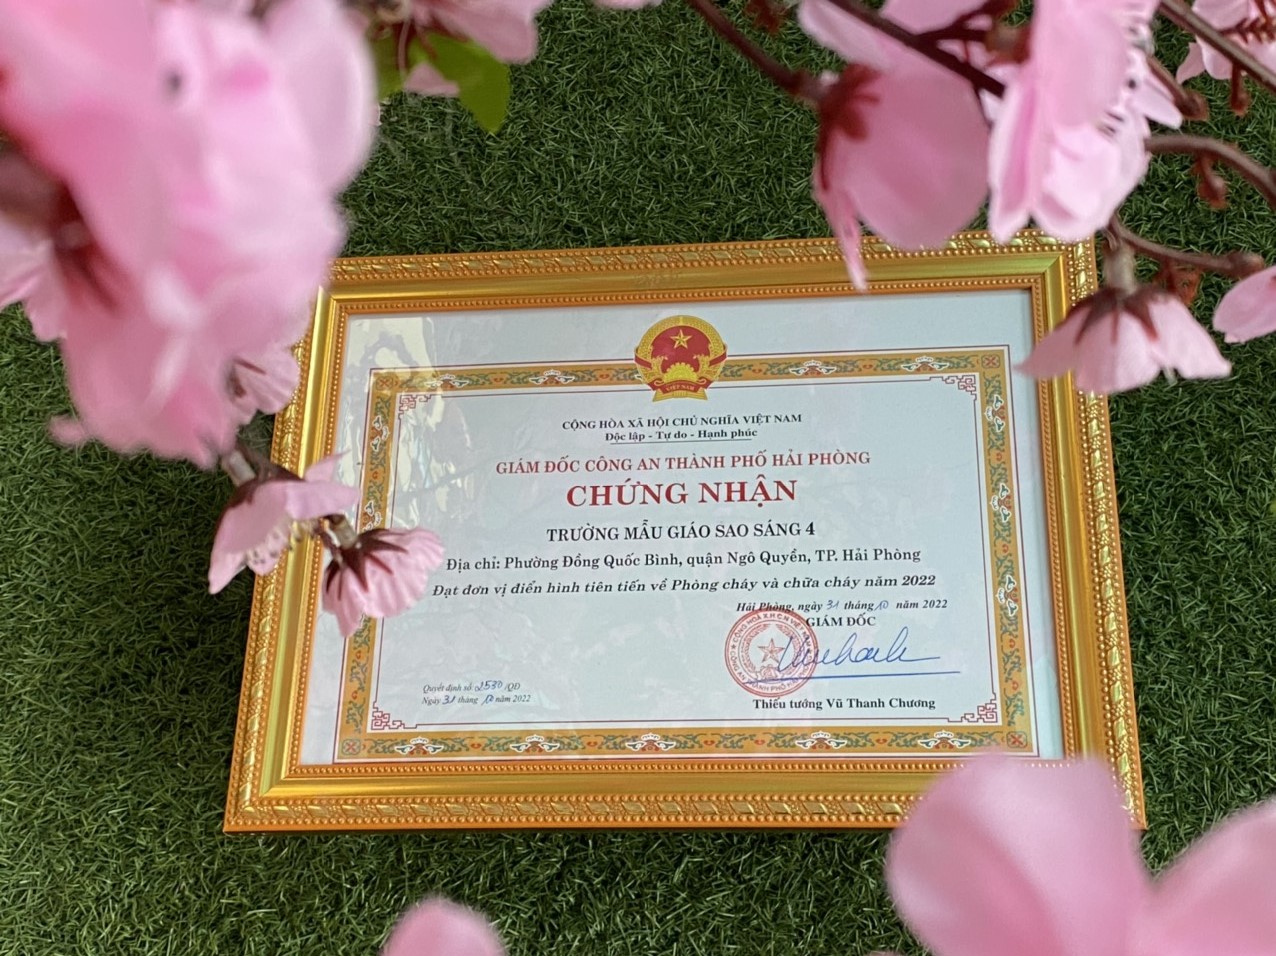 VIỆT NAM
CỘNG HÒA XÃ HỘI CHỦ NGHĨA VIỆT NAM
Độc lập - Tự do - Hạnh phúc
GIÁM ĐỐC CÔNG AN THÀNH PHỐ HẢI PHÒNG
CHỨNG NHẬN
TRƯỜNG MẪU GIÁO SAO SÁNG 4
Địa chỉ: Phường Đồng Quốc Bình, quận Ngô Quyền, TP. Hải Phòng
Đạt đơn vị điển hình tiên tiến về Phòng cháy và chữa cháy năm 2022
Hải Phòng, ngày 31 tháng 10 năm 2022
GIÁM ĐỐC
Thiếu tướng Vũ Thanh Chương
Quyết định số: 2530/QĐ
Ngày 31 tháng 10 năm 2022